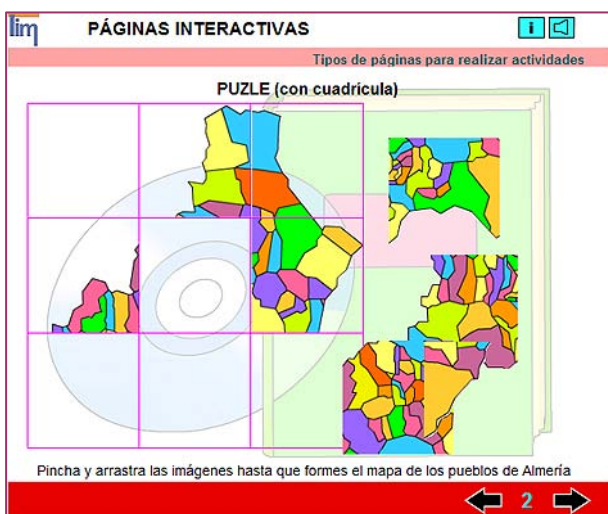 lim
PÁGINAS INTERACTIVAS
i
Tipos de páginas para realizar actividades
PUZLE (con cuadrícula)
Pincha y arrastra las imágenes hasta que formes el mapa de los pueblos de Almería
2